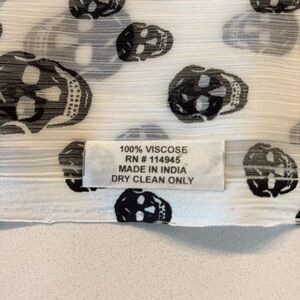 100% VISCOSE
RN # 114945
MADE IN INDIA
DRY CLEAN ONLY